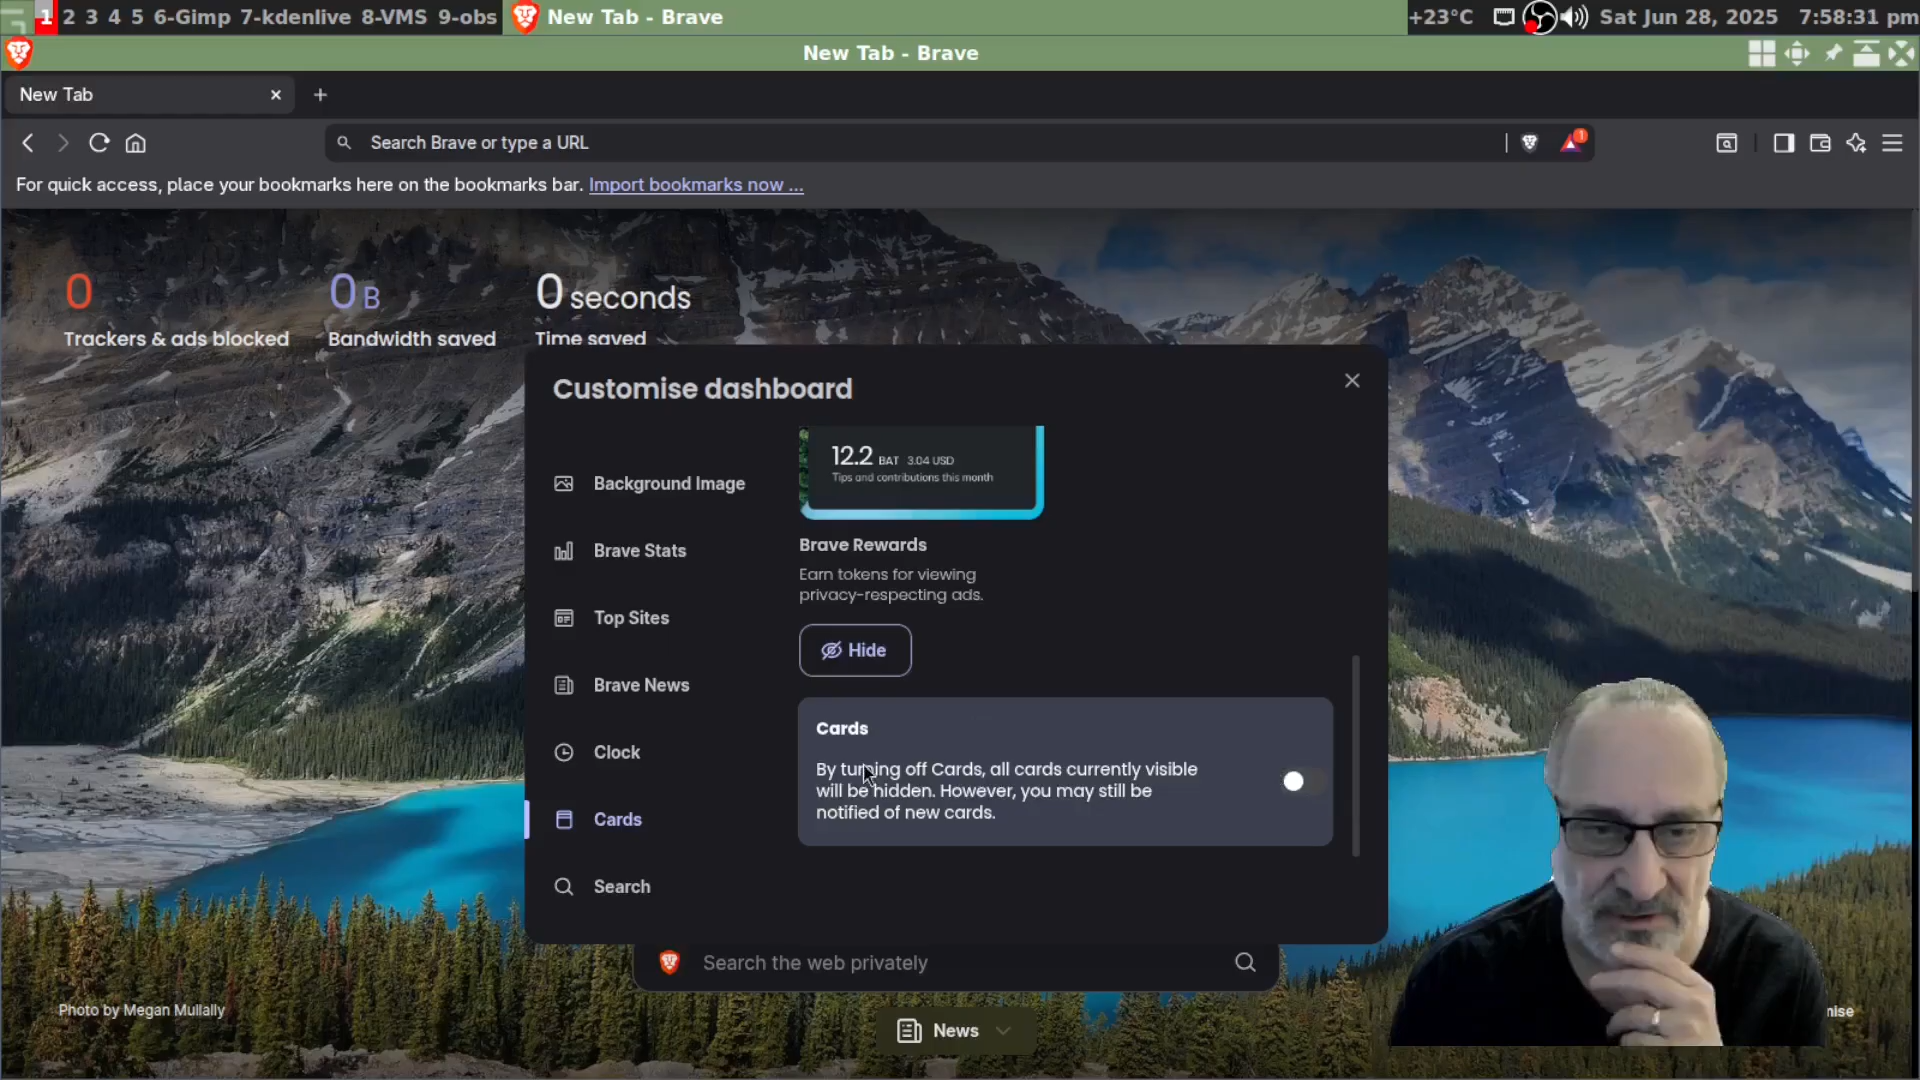 1 2 3 4 5 6-Gimp 7-kdenlive 8-VMS 9-obs New Tab - Brave +23°C Sat Jun 28, 2025 7:58:31 pm
New Tab - Brave
New Tab
Search Brave or type a URL
1
For quick access, place your bookmarks here on the bookmarks bar. Import bookmarks now ...
0 0 B 0 seconds
Trackers & ads blocked Bandwidth saved Time saved
Customise dashboard
Background Image
Brave Stats
Top Sites
Brave News
Clock
Cards
Search
12.2 BAT 3.04 USD
Tips and contributions this month
Brave Rewards
Earn tokens for viewing
privacy-respecting ads.
Hide
Cards
By turning off Cards, all cards currently visible
will be hidden. However, you may still be
notified of new cards.
Search the web privately
Photo by Megan Mullally
mise
News